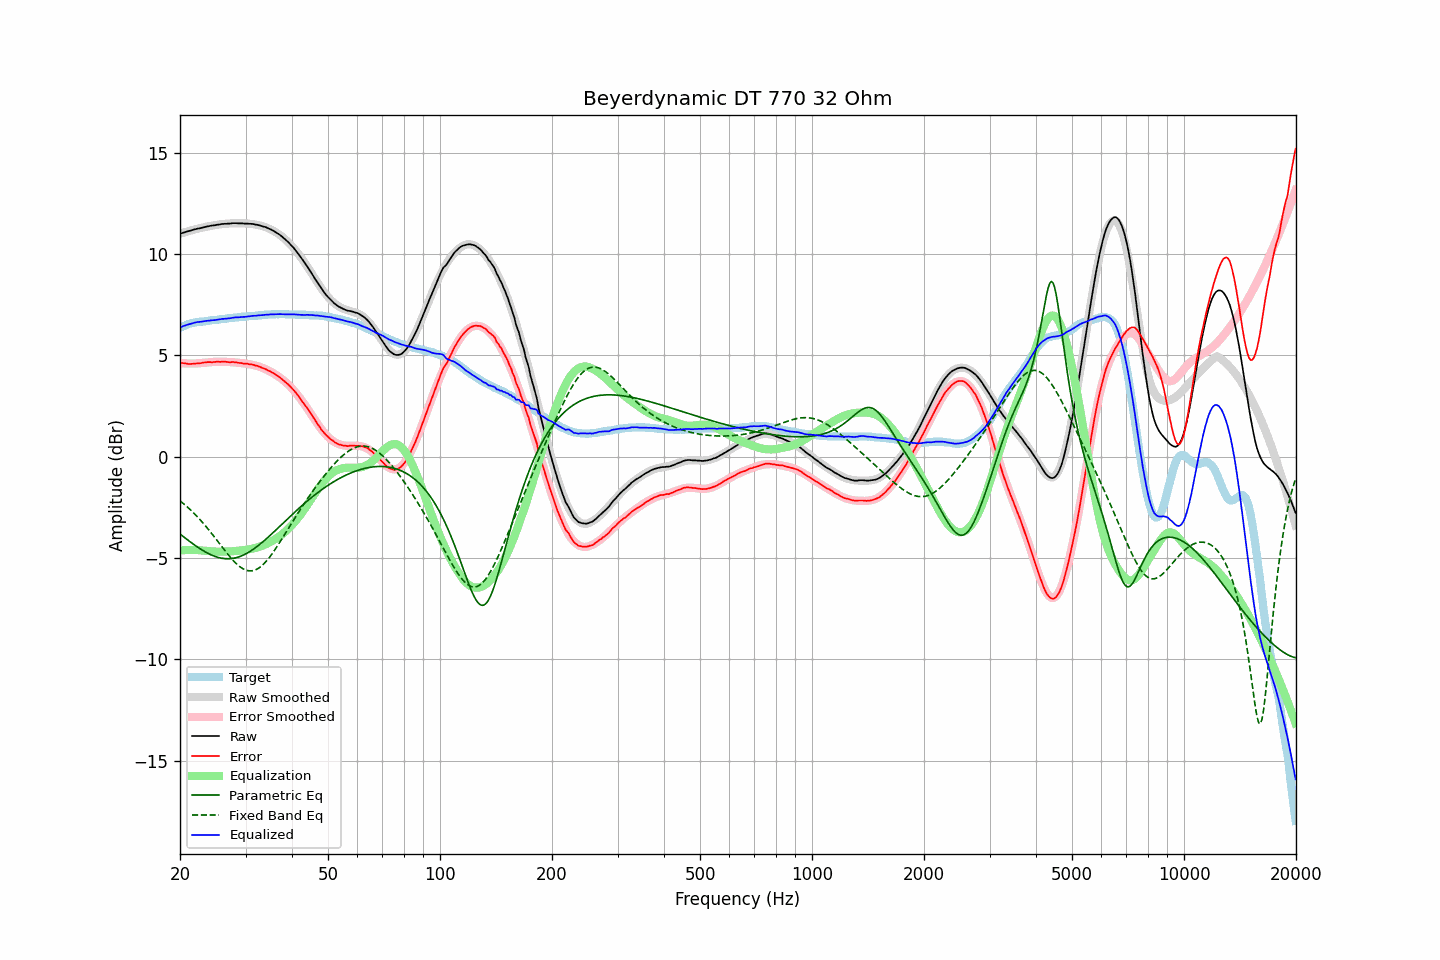 Beyerdynamic DT 770 32 Ohm
Amplitude (dBr)
15
10
5
0
−5
−10
−15
Target
Raw Smoothed
Error Smoothed
Raw
Error
Equalization
Parametric Eq
Fixed Band Eq
Equalized
20 50 100 200 500 1000 2000 5000 10000 20000
Frequency (Hz)